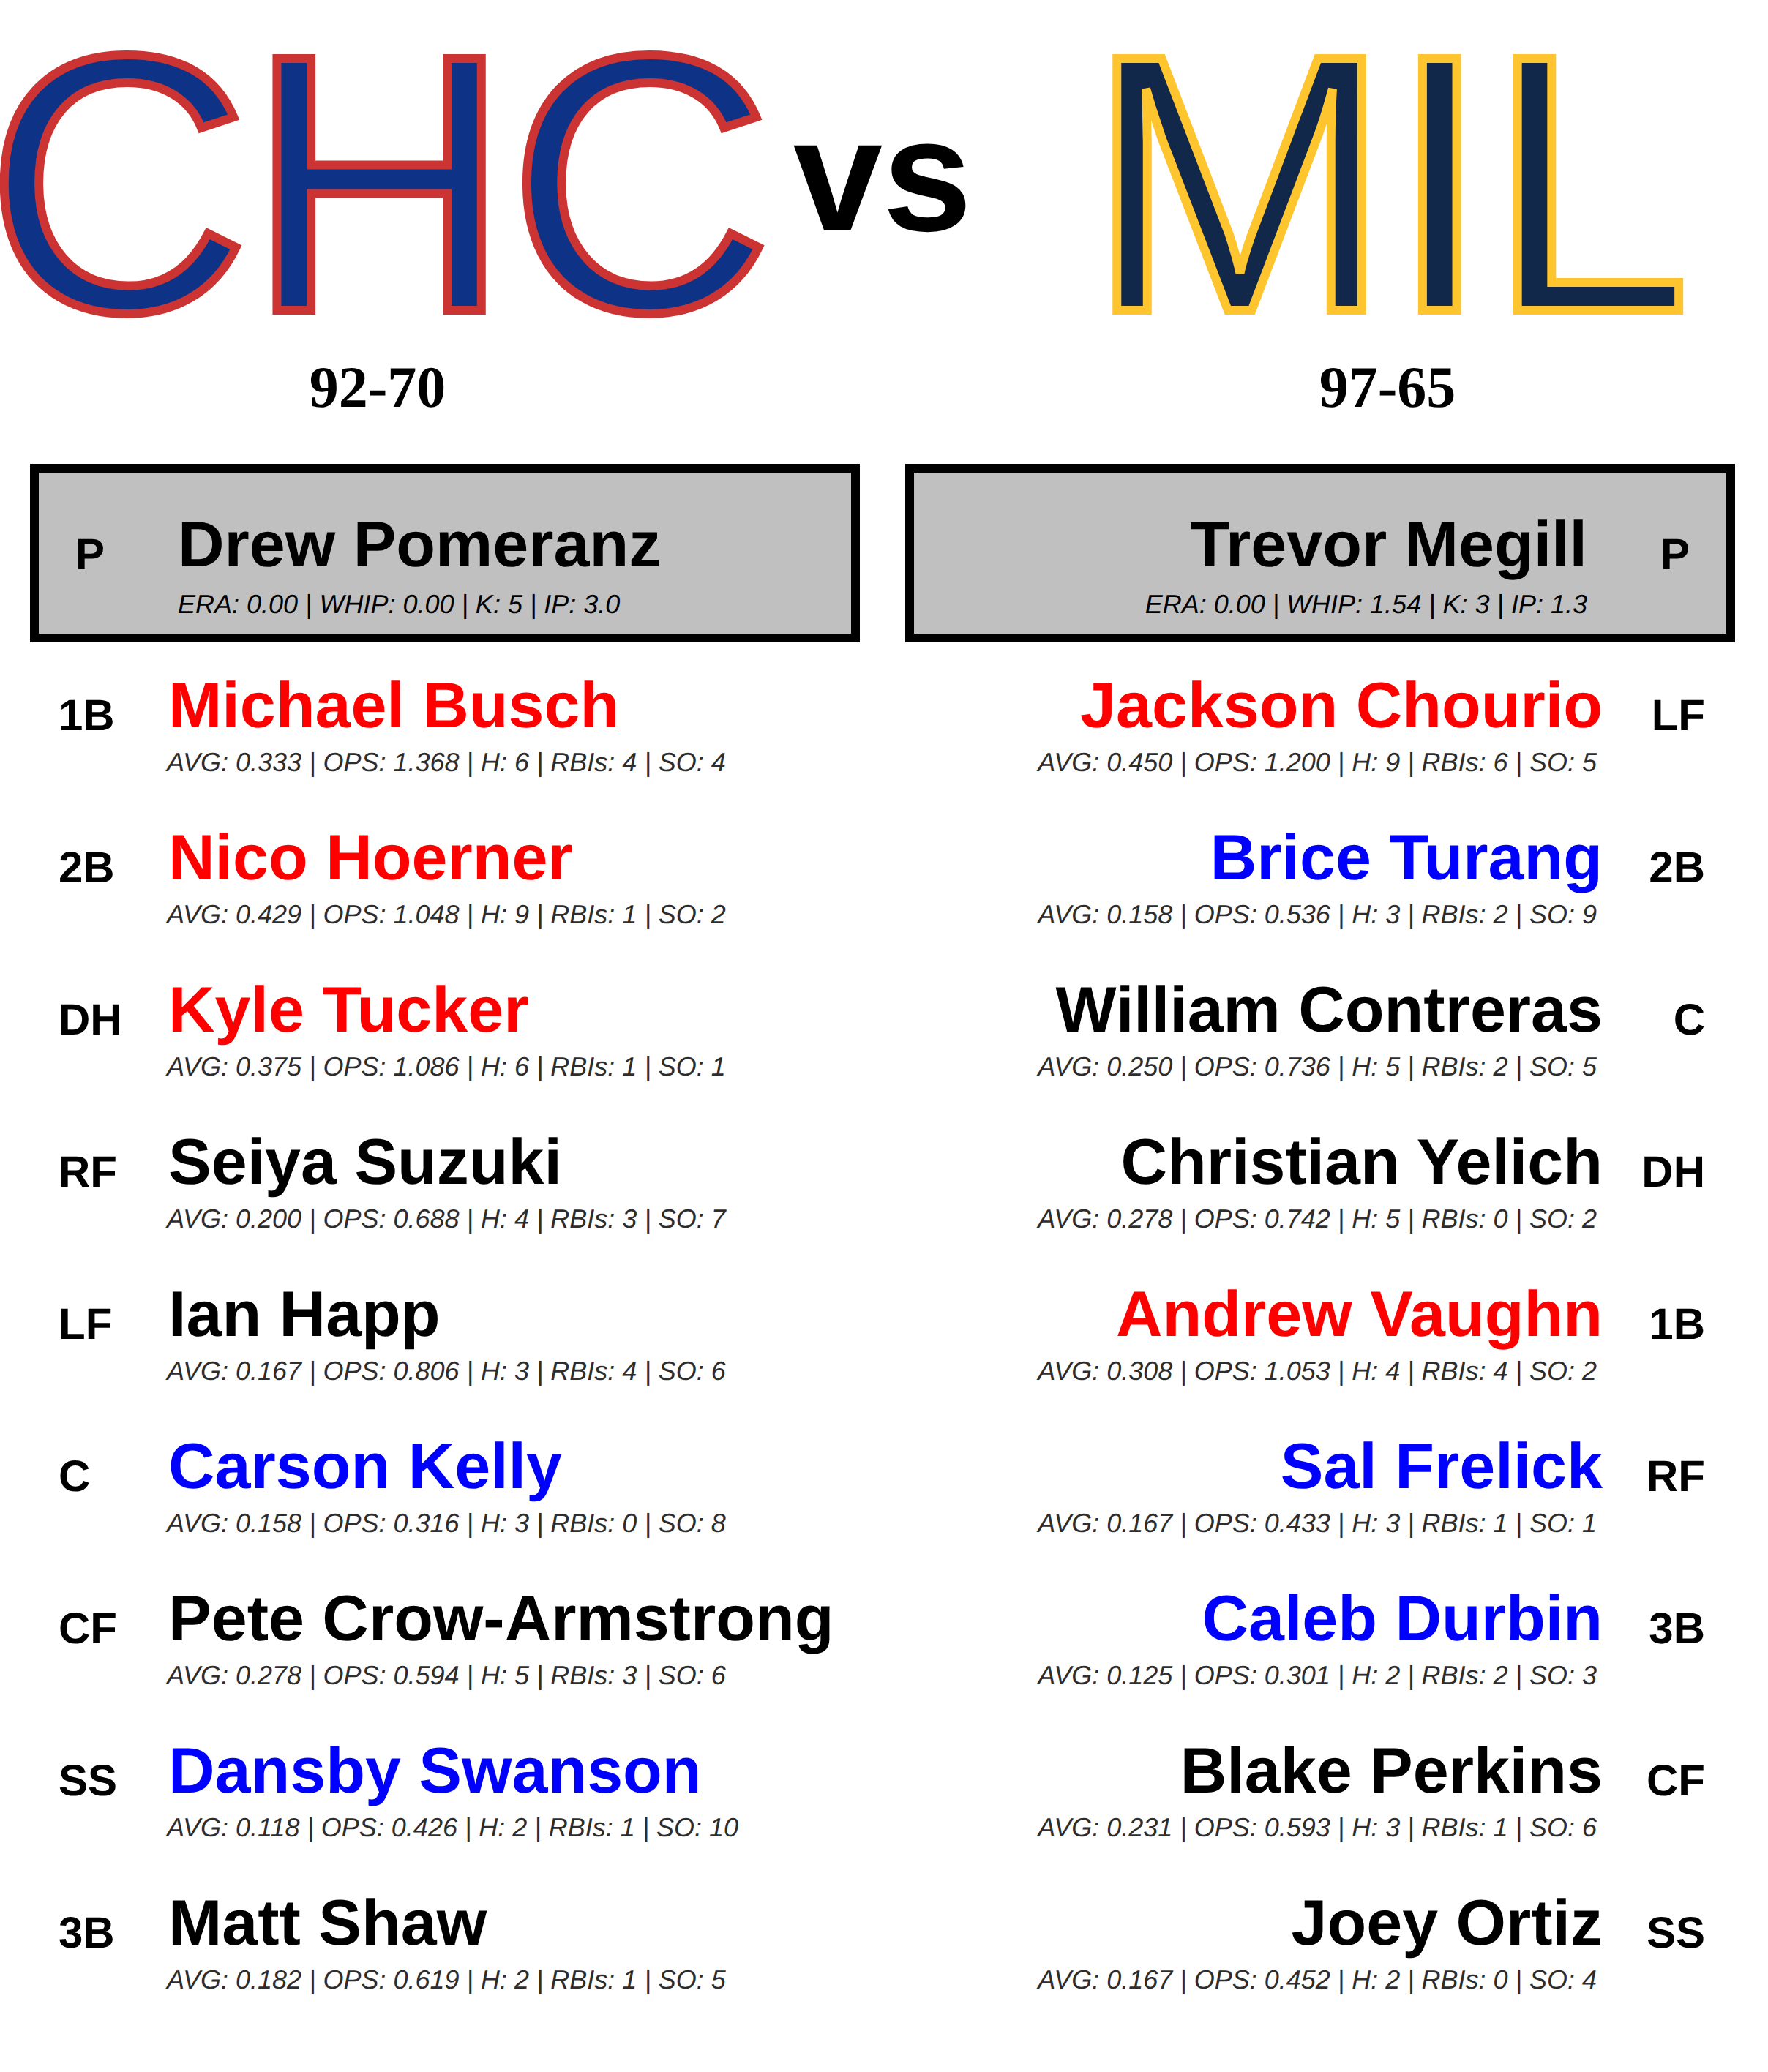 CHC vs MIL
92-70
97-65
P Drew Pomeranz
ERA: 0.00 | WHIP: 0.00 | K: 5 | IP: 3.0
Trevor Megill P
ERA: 0.00 | WHIP: 1.54 | K: 3 | IP: 1.3
1B Michael Busch
AVG: 0.333 | OPS: 1.368 | H: 6 | RBIs: 4 | SO: 4
2B Nico Hoerner
AVG: 0.429 | OPS: 1.048 | H: 9 | RBIs: 1 | SO: 2
DH Kyle Tucker
AVG: 0.375 | OPS: 1.086 | H: 6 | RBIs: 1 | SO: 1
RF Seiya Suzuki
AVG: 0.200 | OPS: 0.688 | H: 4 | RBIs: 3 | SO: 7
LF Ian Happ
AVG: 0.167 | OPS: 0.806 | H: 3 | RBIs: 4 | SO: 6
C Carson Kelly
AVG: 0.158 | OPS: 0.316 | H: 3 | RBIs: 0 | SO: 8
CF Pete Crow-Armstrong
AVG: 0.278 | OPS: 0.594 | H: 5 | RBIs: 3 | SO: 6
SS Dansby Swanson
AVG: 0.118 | OPS: 0.426 | H: 2 | RBIs: 1 | SO: 10
3B Matt Shaw
AVG: 0.182 | OPS: 0.619 | H: 2 | RBIs: 1 | SO: 5
Jackson Chourio LF
AVG: 0.450 | OPS: 1.200 | H: 9 | RBIs: 6 | SO: 5
Brice Turang 2B
AVG: 0.158 | OPS: 0.536 | H: 3 | RBIs: 2 | SO: 9
William Contreras C
AVG: 0.250 | OPS: 0.736 | H: 5 | RBIs: 2 | SO: 5
Christian Yelich DH
AVG: 0.278 | OPS: 0.742 | H: 5 | RBIs: 0 | SO: 2
Andrew Vaughn 1B
AVG: 0.308 | OPS: 1.053 | H: 4 | RBIs: 4 | SO: 2
Sal Frelick RF
AVG: 0.167 | OPS: 0.433 | H: 3 | RBIs: 1 | SO: 1
Caleb Durbin 3B
AVG: 0.125 | OPS: 0.301 | H: 2 | RBIs: 2 | SO: 3
Blake Perkins CF
AVG: 0.231 | OPS: 0.593 | H: 3 | RBIs: 1 | SO: 6
Joey Ortiz SS
AVG: 0.167 | OPS: 0.452 | H: 2 | RBIs: 0 | SO: 4